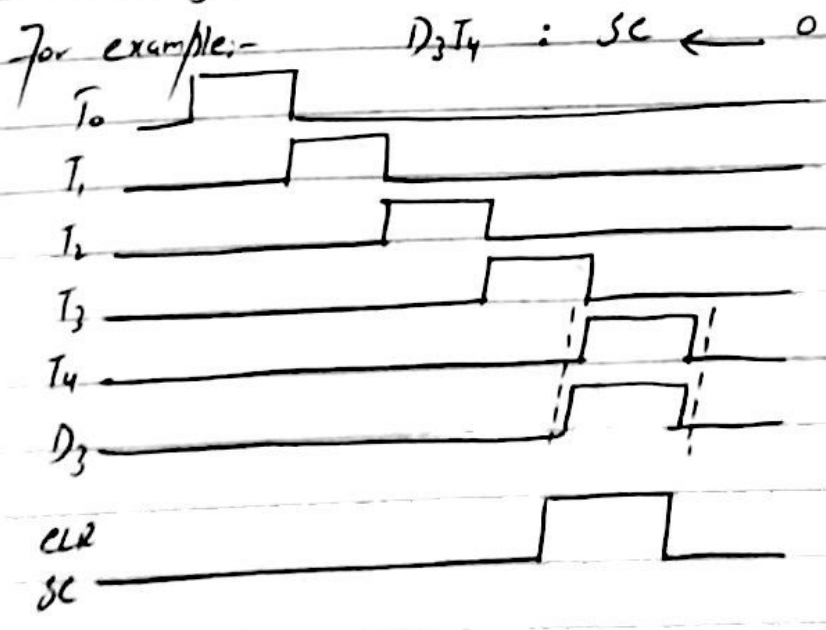 For example:- D₃T₄ : SC ← 0
T₀
T₁
T₂
T₃
T₄
D₃
CLR
SC